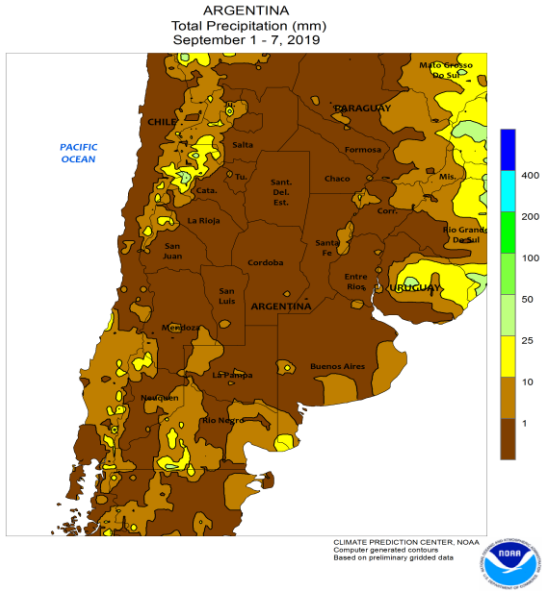 ARGENTINA
Total Precipitation (mm)
September 1 - 7, 2019
Mato Grosso
Do Sul
PARAGUAY
CHILE
PACIFIC
OCEAN
Salta
Formosa
Tu.
Chaco
Mis.
Cata.
Sant.
Del.
Est.
Corr.
La Rioja
Rio Grand
Do Sul
San
Juan
Santa
Fe
Cordoba
Entre
Rios
URUGUAY
San
Luis
ARGENTINA
Mendoza
La Pampa
Buenos Aires
Neuquen
Rio Negro
400
200
100
50
25
10
1
CLIMATE PREDICTION CENTER, NOAA
Computer generated contours
Based on preliminary gridded data
NOAA